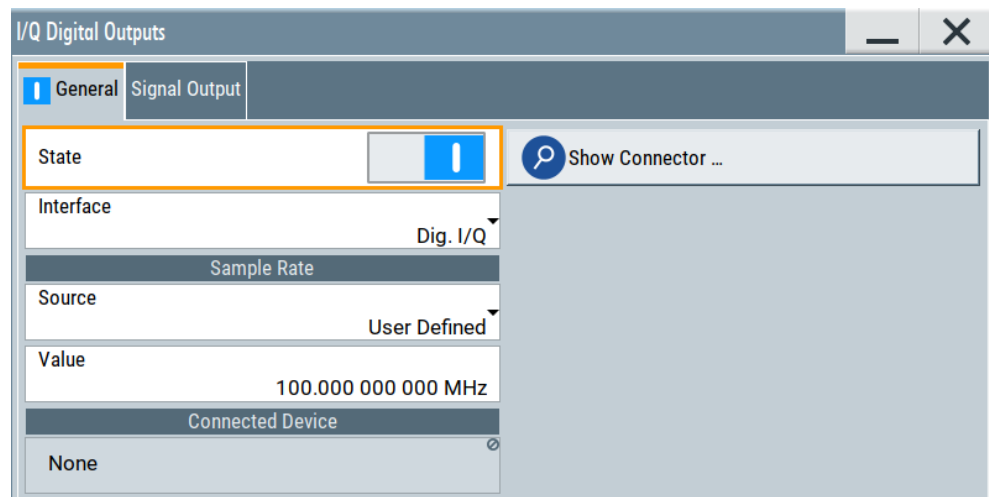 I/Q Digital Outputs
General
Signal Output
State
Show Connector ...
Interface
Dig. I/Q
Sample Rate
Source
User Defined
Value
100.000 000 000 MHz
Connected Device
None